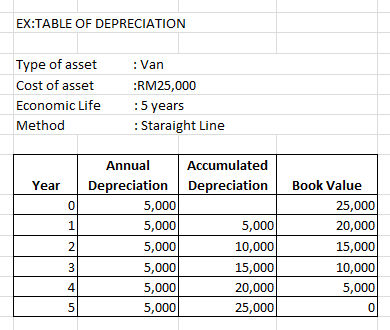 EX:TABLE OF DEPRECIATION
Type of asset : Van
Cost of asset :RM25,000
Economic Life : 5 years
Method : Staraight Line
Year Annual Depreciation Accumulated Depreciation Book Value
0 5,000 25,000
1 5,000 5,000 20,000
2 5,000 10,000 15,000
3 5,000 15,000 10,000
4 5,000 20,000 5,000
5 5,000 25,000 0